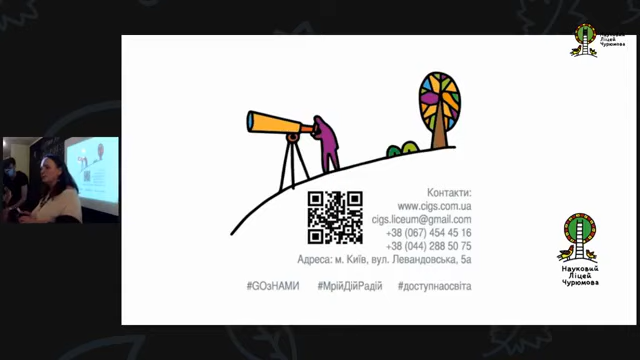 Науковий
Ліцей
Чурюмова
Контакти:
www.cigs.com.ua
cigs.liceum@gmail.com
+38 (067) 454 45 16
+38 (044) 288 50 75
Адреса: м. Київ, вул. Левандовська, 5а
#GOзНАМИ #МрійДійРадій #доступнаосвіта
Науковий
Ліцей
Чурюмова